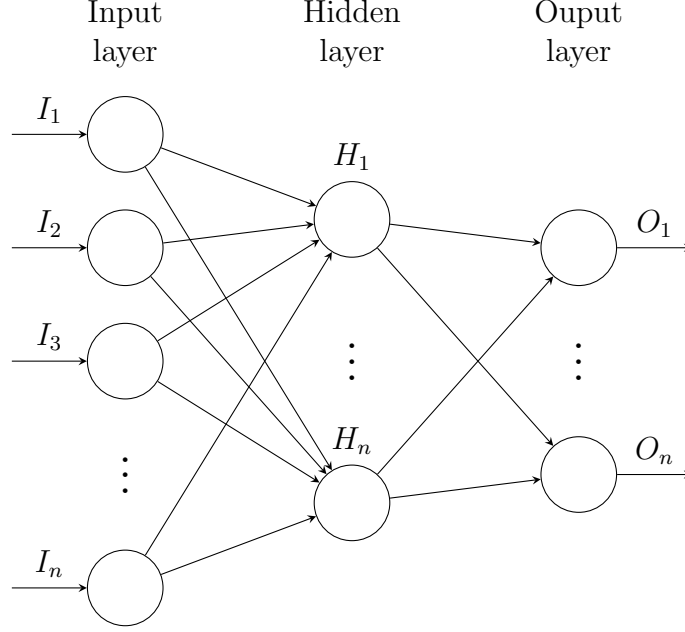 Input layer
Hidden layer
Ouput layer
I₁
H₁
I₂
O₁
I₃
⋮
⋮
Hₙ
Oₙ
⋮
Iₙ